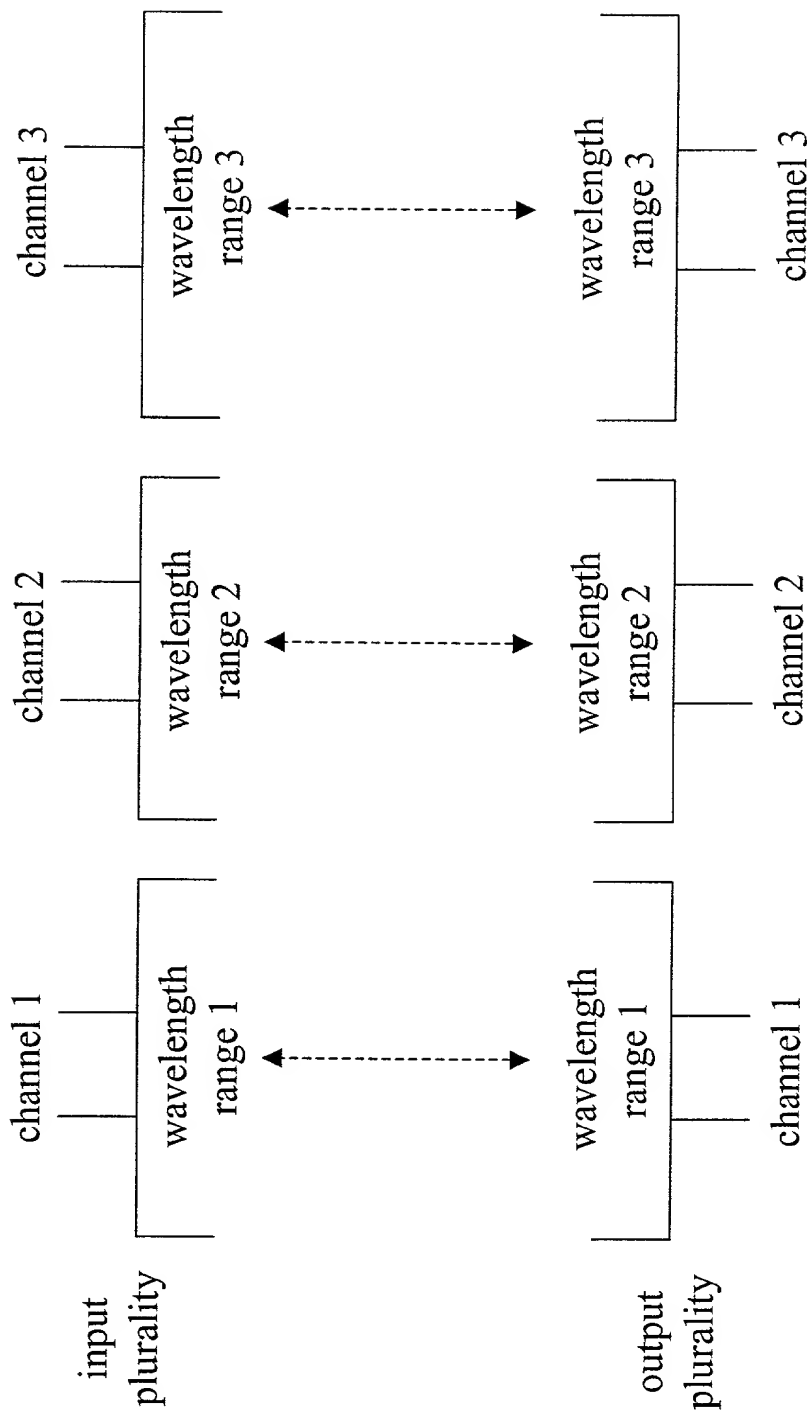 input
plurality
channel 1
wavelength
range 1
channel 2
wavelength
range 2
channel 3
wavelength
range 3
output
plurality
wavelength
range 1
channel 1
wavelength
range 2
channel 2
wavelength
range 3
channel 3